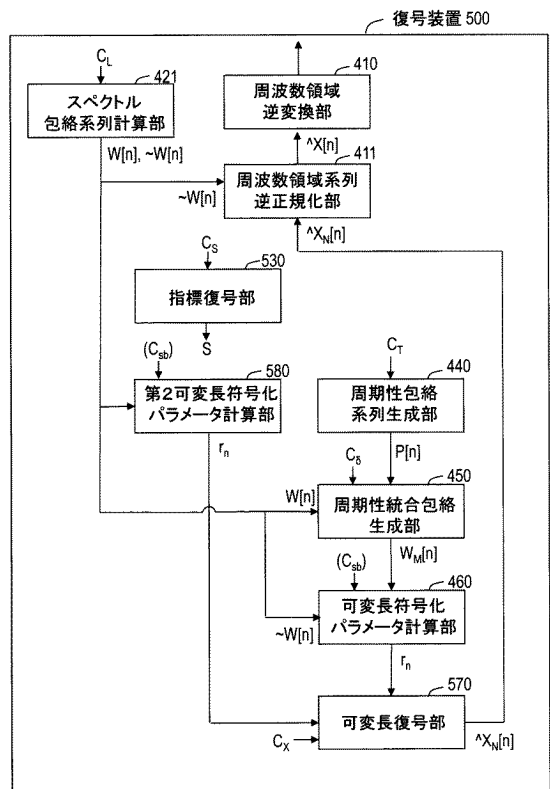 復号装置 500
C_L
421
スペクトル
包絡系列計算部
W[n], ~W[n]
410
周波数領域
逆変換部
^X[n]
411
周波数領域系列
逆正規化部
~W[n]
^X_N[n]
C_S
530
指標復号部
S
(C_sb)
580
第2可変長符号化
パラメータ計算部
r_n
C_T
440
周期性包絡
系列生成部
P[n]
C_δ
450
W[n]
周期性統合包絡
生成部
W_M[n]
(C_sb)
460
可変長符号化
パラメータ計算部
~W[n]
r_n
570
可変長復号部
C_X
^X_N[n]